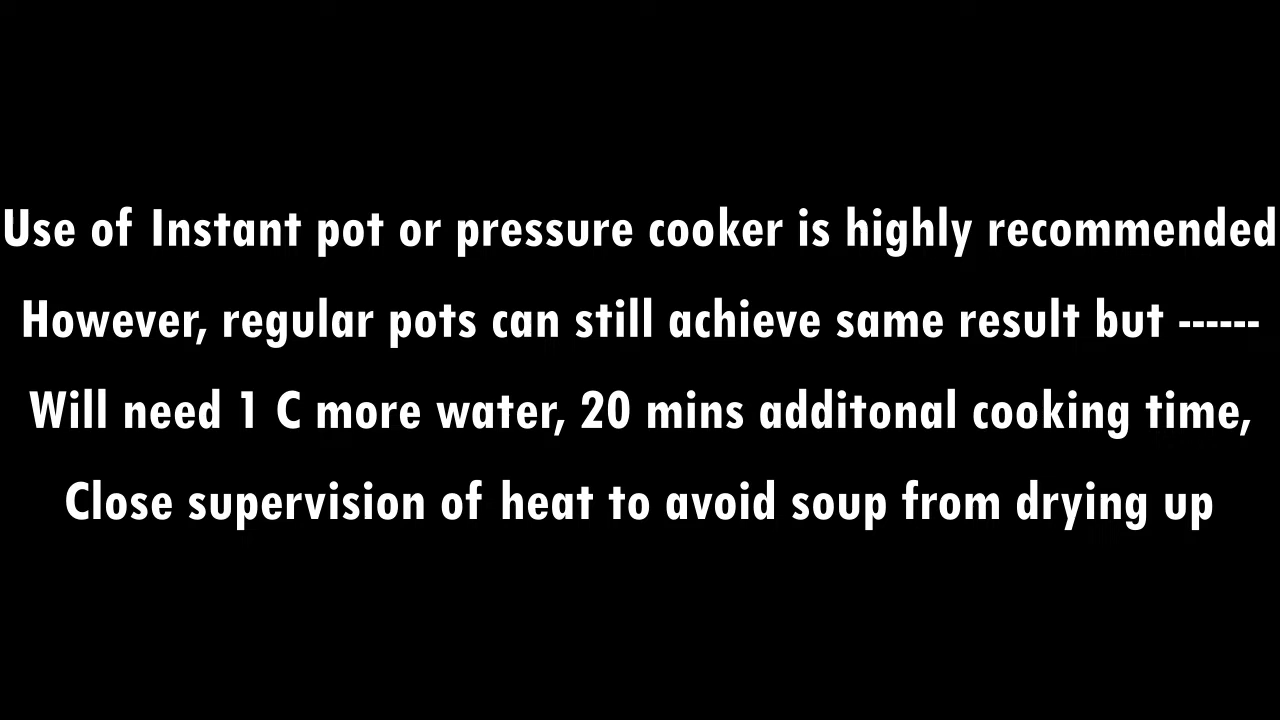 Use of Instant pot or pressure cooker is highly recommended
However, regular pots can still achieve same result but ------
Will need 1 C more water, 20 mins additonal cooking time,
Close supervision of heat to avoid soup from drying up